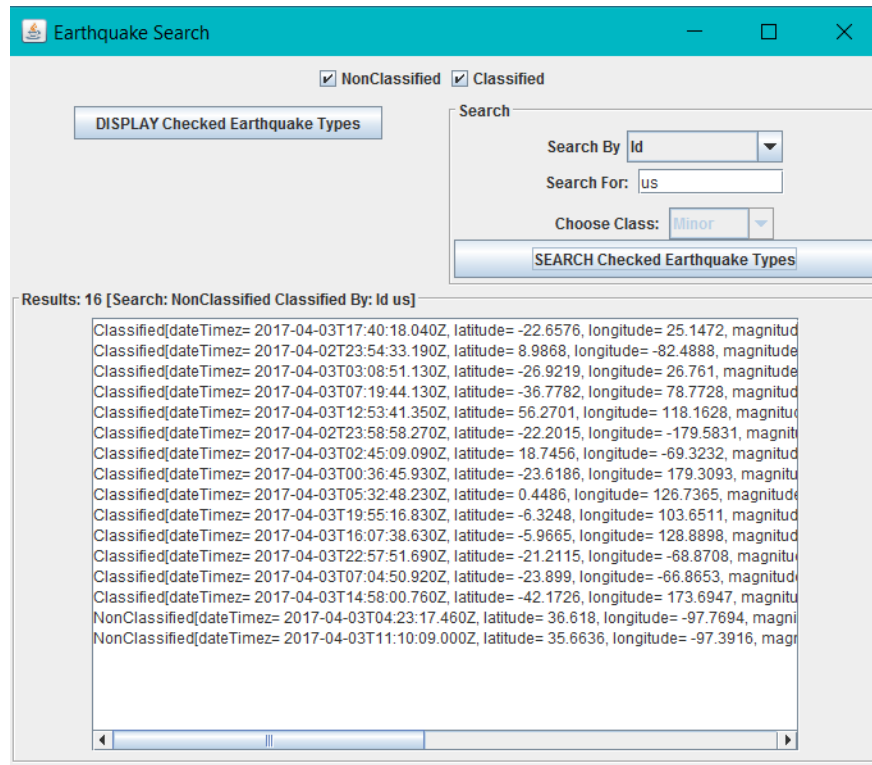 Earthquake Search
NonClassified Classified
DISPLAY Checked Earthquake Types
Search
Search By Id
Search For: us
Choose Class: Minor
SEARCH Checked Earthquake Types
Results: 16 [Search: NonClassified Classified By: Id us]
Classified[dateTimez= 2017-04-03T17:40:18.040Z, latitude= -22.6576, longitude= 25.1472, magnitud
Classified[dateTimez= 2017-04-02T23:54:33.190Z, latitude= 8.9868, longitude= -82.4888, magnitude
Classified[dateTimez= 2017-04-03T03:08:51.130Z, latitude= -26.9219, longitude= 26.761, magnitude
Classified[dateTimez= 2017-04-03T07:19:44.130Z, latitude= -36.7782, longitude= 78.7728, magnitud
Classified[dateTimez= 2017-04-03T12:53:41.350Z, latitude= 56.2701, longitude= 118.1628, magnitud
Classified[dateTimez= 2017-04-02T23:58:58.270Z, latitude= -22.2015, longitude= -179.5831, magnit
Classified[dateTimez= 2017-04-03T02:45:09.090Z, latitude= 18.7456, longitude= -69.3232, magnitud
Classified[dateTimez= 2017-04-03T00:36:45.930Z, latitude= -23.6186, longitude= 179.3093, magnitu
Classified[dateTimez= 2017-04-03T05:32:48.230Z, latitude= 0.4486, longitude= 126.7365, magnitude
Classified[dateTimez= 2017-04-03T19:55:16.830Z, latitude= -6.3248, longitude= 103.6511, magnitud
Classified[dateTimez= 2017-04-03T16:07:38.630Z, latitude= -5.9665, longitude= 128.8898, magnitud
Classified[dateTimez= 2017-04-03T22:57:51.690Z, latitude= -21.2115, longitude= -68.8708, magnitu
Classified[dateTimez= 2017-04-03T07:04:50.920Z, latitude= -23.899, longitude= -66.8653, magnitud
Classified[dateTimez= 2017-04-03T14:58:00.760Z, latitude= -42.1726, longitude= 173.6947, magnitu
NonClassified[dateTimez= 2017-04-03T04:23:17.460Z, latitude= 36.618, longitude= -97.7694, magni
NonClassified[dateTimez= 2017-04-03T11:10:09.000Z, latitude= 35.6636, longitude= -97.3916, magr